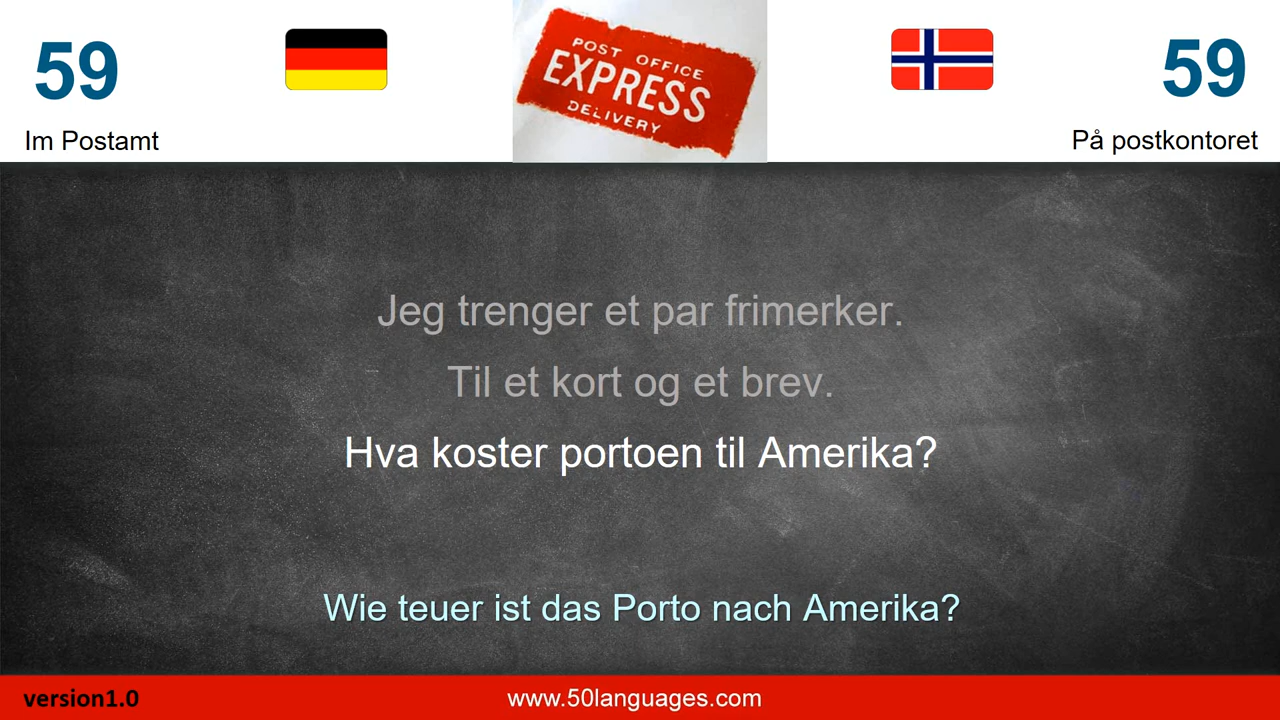 59
59
Im Postamt
På postkontoret
POST OFFICE
EXPRESS
DELIVERY
Jeg trenger et par frimerker.
Til et kort og et brev.
Hva koster portoen til Amerika?
Wie teuer ist das Porto nach Amerika?
version1.0
www.50languages.com